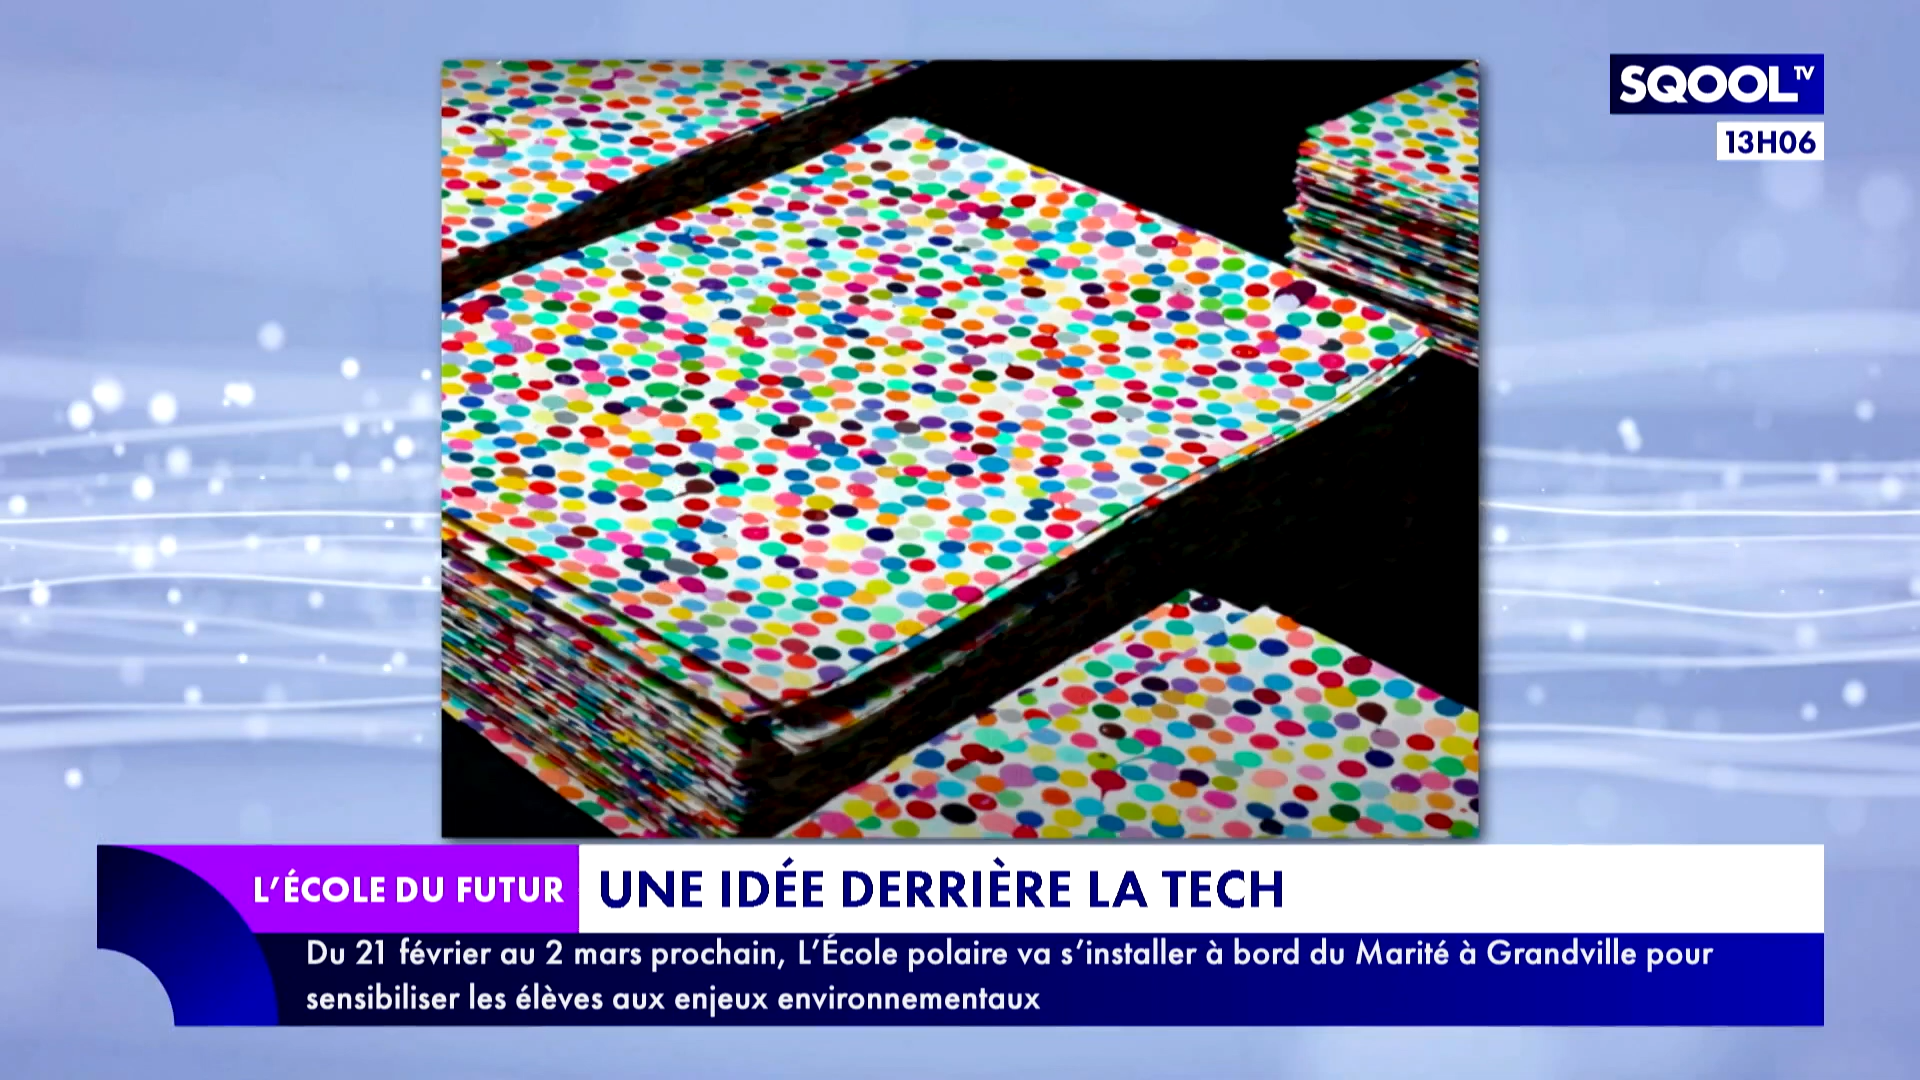 SQOOL TV
13H06
L'ÉCOLE DU FUTUR
UNE IDÉE DERRIÈRE LA TECH
Du 21 février au 2 mars prochain, L'École polaire va s'installer à bord du Marité à Grandville pour
sensibiliser les élèves aux enjeux environnementaux